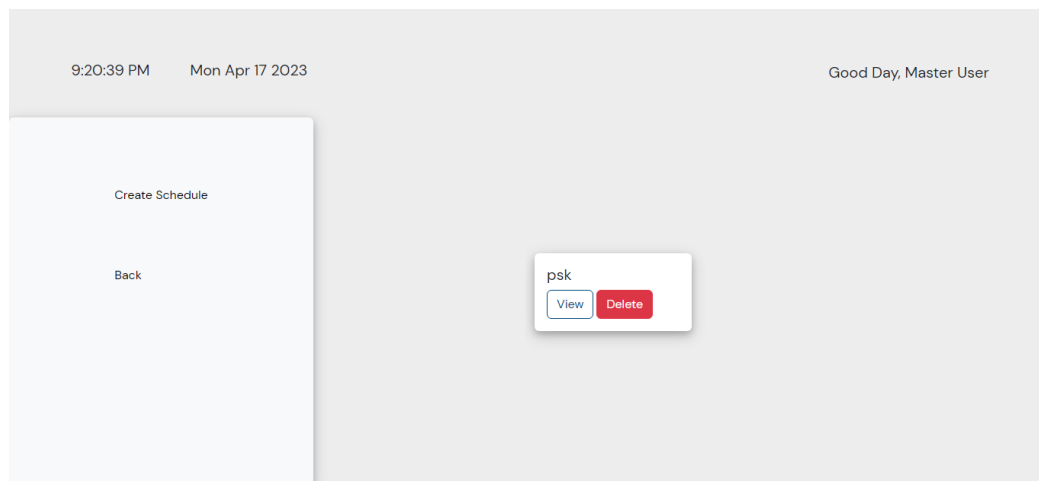 9:20:39 PM Mon Apr 17 2023
Good Day, Master User
Create Schedule
Back
psk
View Delete